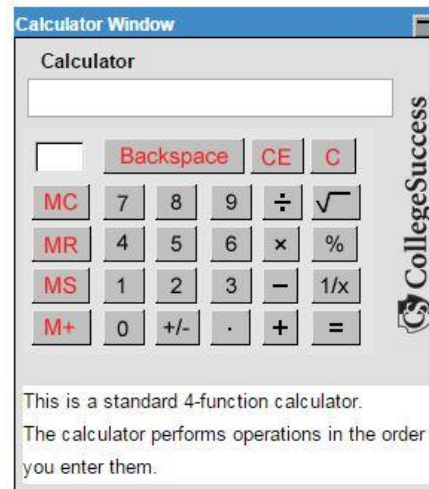 Calculator Window
Calculator
Backspace CE C
MC 7 8 9 ÷ √
MR 4 5 6 × %
MS 1 2 3 − 1/x
M+ 0 +/- . + =
CS CollegeSuccess
This is a standard 4-function calculator.
The calculator performs operations in the order
you enter them.